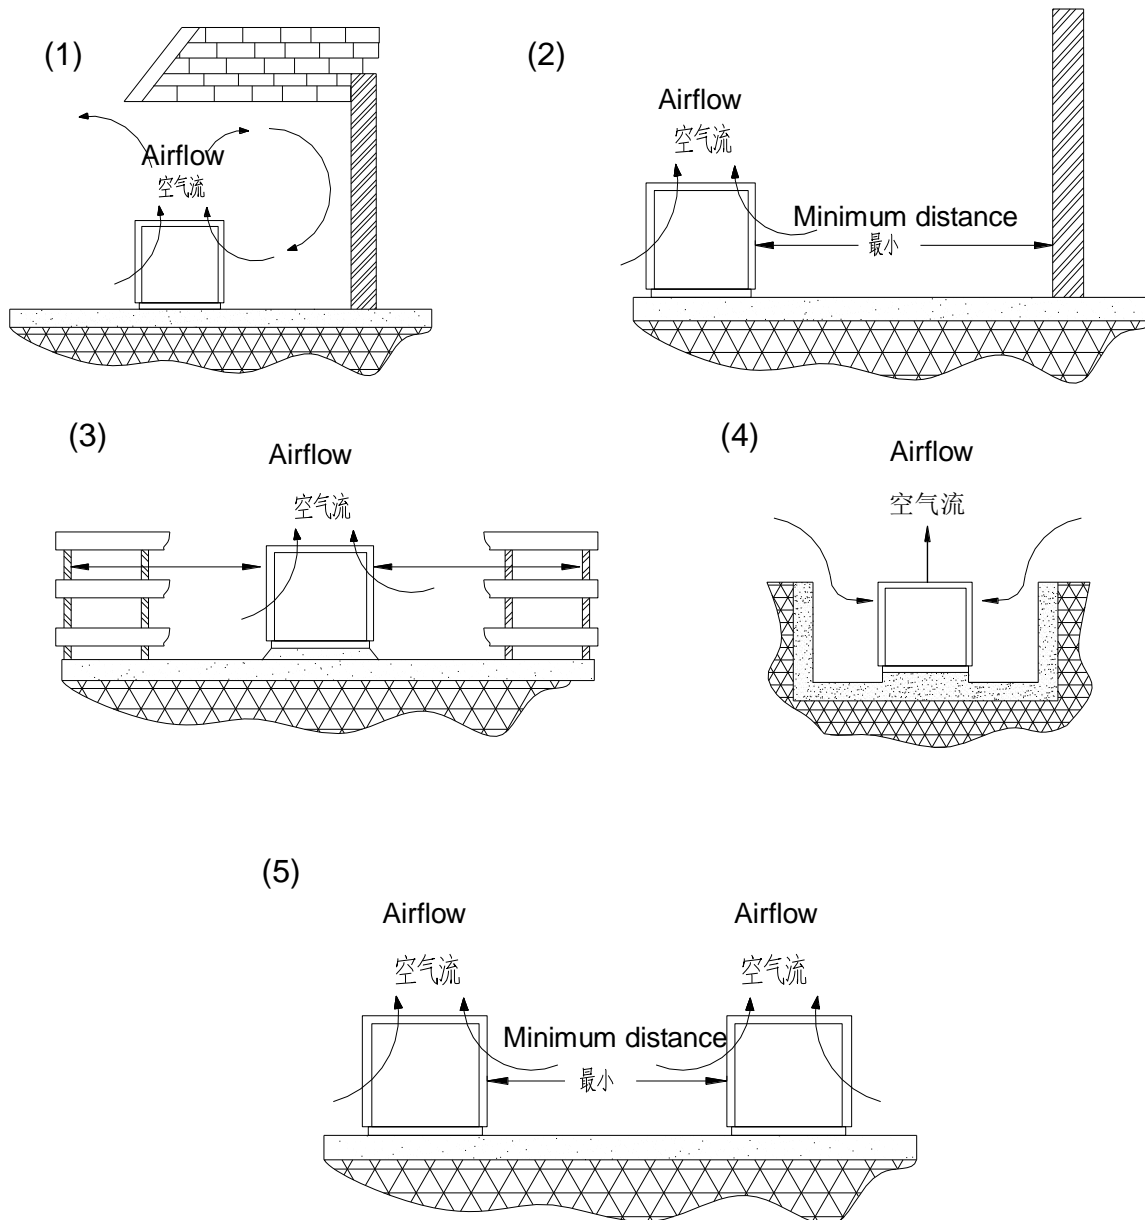 (1)
Airflow
空气流
(2)
Airflow
空气流
Minimum distance
最小
(3)
Airflow
空气流
(4)
Airflow
空气流
(5)
Airflow
空气流
Airflow
空气流
Minimum distance
最小